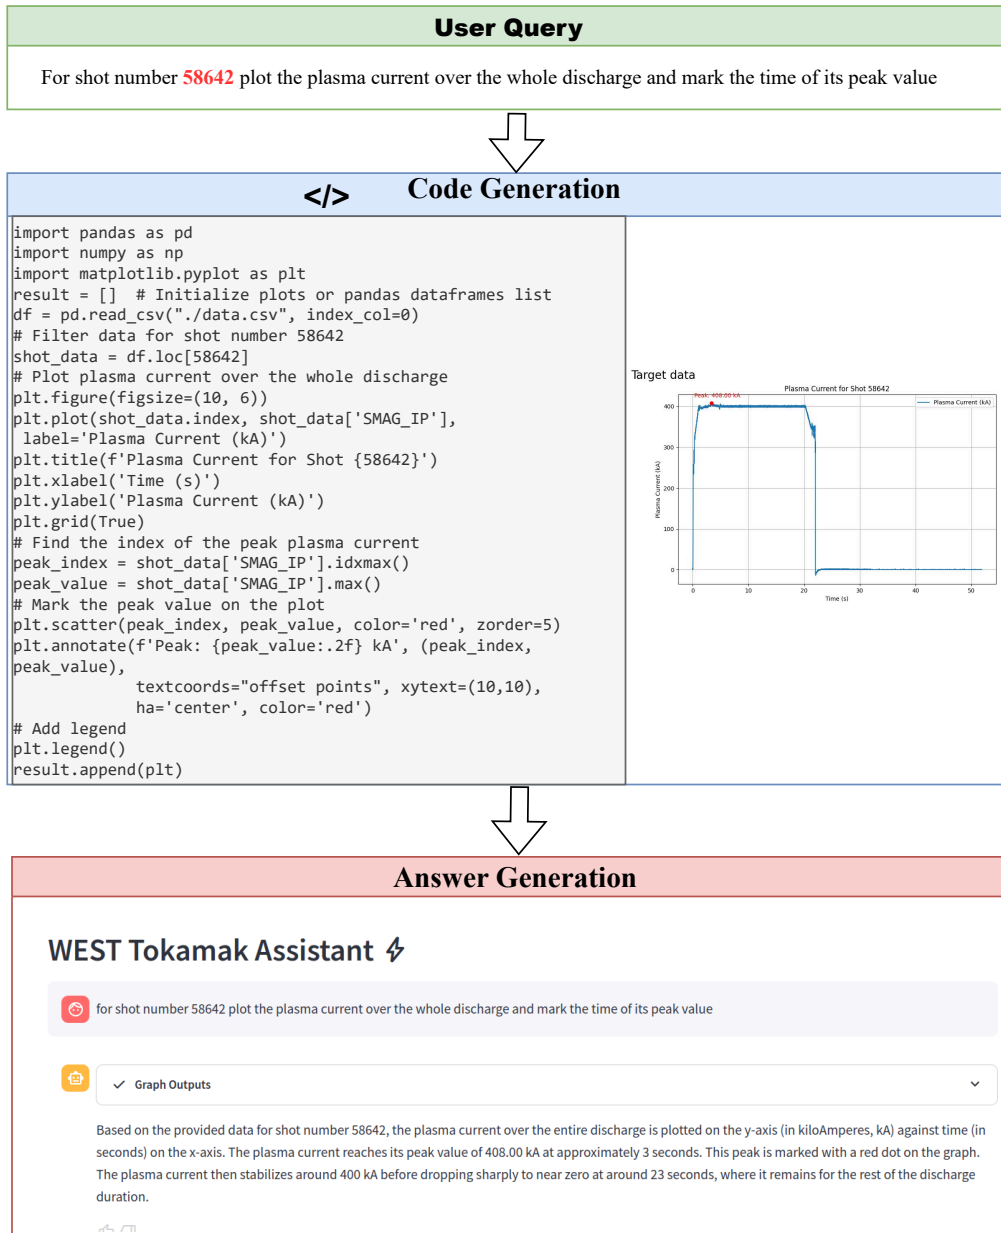 User Query
For shot number 58642 plot the plasma current over the whole discharge and mark the time of its peak value
</> Code Generation
import pandas as pd
import numpy as np
import matplotlib.pyplot as plt
result = []  # Initialize plots or pandas dataframes list
df = pd.read_csv("./data.csv", index_col=0)
# Filter data for shot number 58642
shot_data = df.loc[58642]
# Plot plasma current over the whole discharge
plt.figure(figsize=(10, 6))
plt.plot(shot_data.index, shot_data['SMAG_IP'],
 label='Plasma Current (kA)')
plt.title(f'Plasma Current for Shot {58642}')
plt.xlabel('Time (s)')
plt.ylabel('Plasma Current (kA)')
plt.grid(True)
# Find the index of the peak plasma current
peak_index = shot_data['SMAG_IP'].idxmax()
peak_value = shot_data['SMAG_IP'].max()
# Mark the peak value on the plot
plt.scatter(peak_index, peak_value, color='red', zorder=5)
plt.annotate(f'Peak: {peak_value:.2f} kA', (peak_index,
peak_value),
             textcoords="offset points", xytext=(10,10),
             ha='center', color='red')
# Add legend
plt.legend()
result.append(plt)
Target data
Plasma Current for Shot 58642
Peak: 408.00 kA
Plasma Current (kA)
400
300
200
100
0
Plasma Current (kA)
0 10 20 30 40 50
Time (s)
Answer Generation
WEST Tokamak Assistant
for shot number 58642 plot the plasma current over the whole discharge and mark the time of its peak value
Graph Outputs
Based on the provided data for shot number 58642, the plasma current over the entire discharge is plotted on the y-axis (in kiloAmperes, kA) against time (in
seconds) on the x-axis. The plasma current reaches its peak value of 408.00 kA at approximately 3 seconds. This peak is marked with a red dot on the graph.
The plasma current then stabilizes around 400 kA before dropping sharply to near zero at around 23 seconds, where it remains for the rest of the discharge
duration.